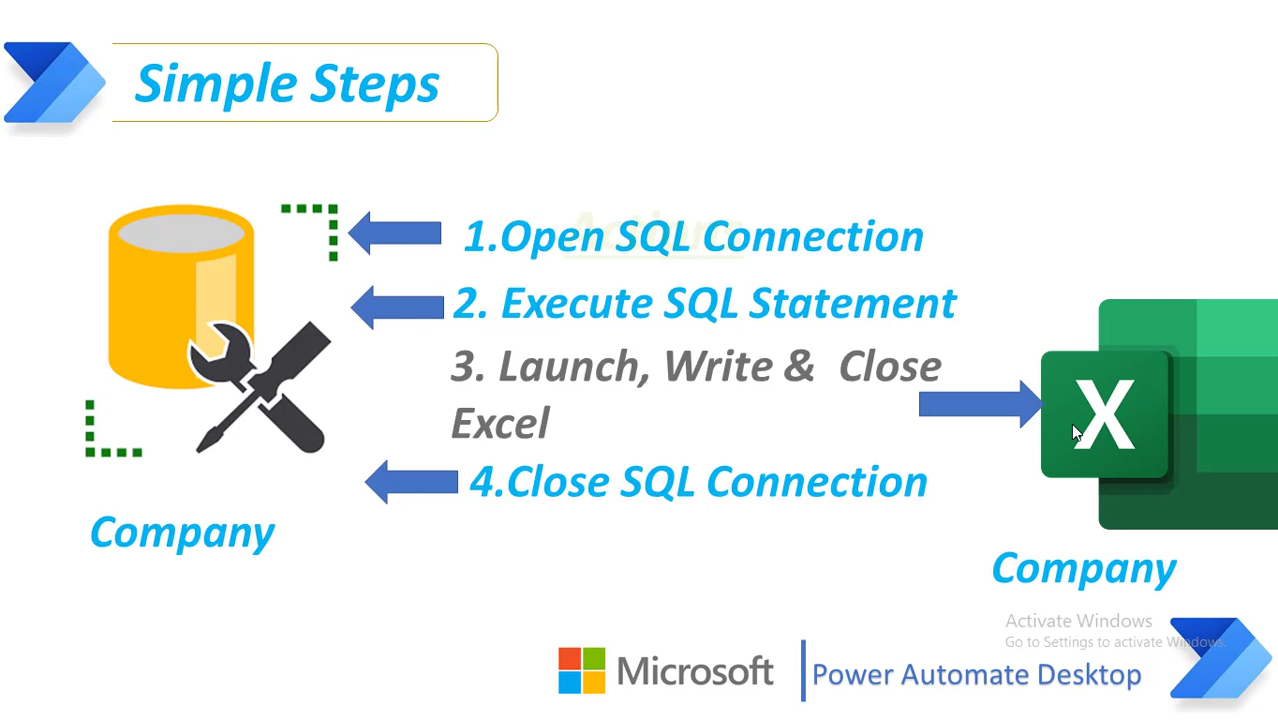 Simple Steps
1.Open SQL Connection
2. Execute SQL Statement
3. Launch, Write & Close
Excel
4.Close SQL Connection
X
Company
Company
Activate Windows
Go to Settings to activate Windows.
Microsoft
Power Automate Desktop